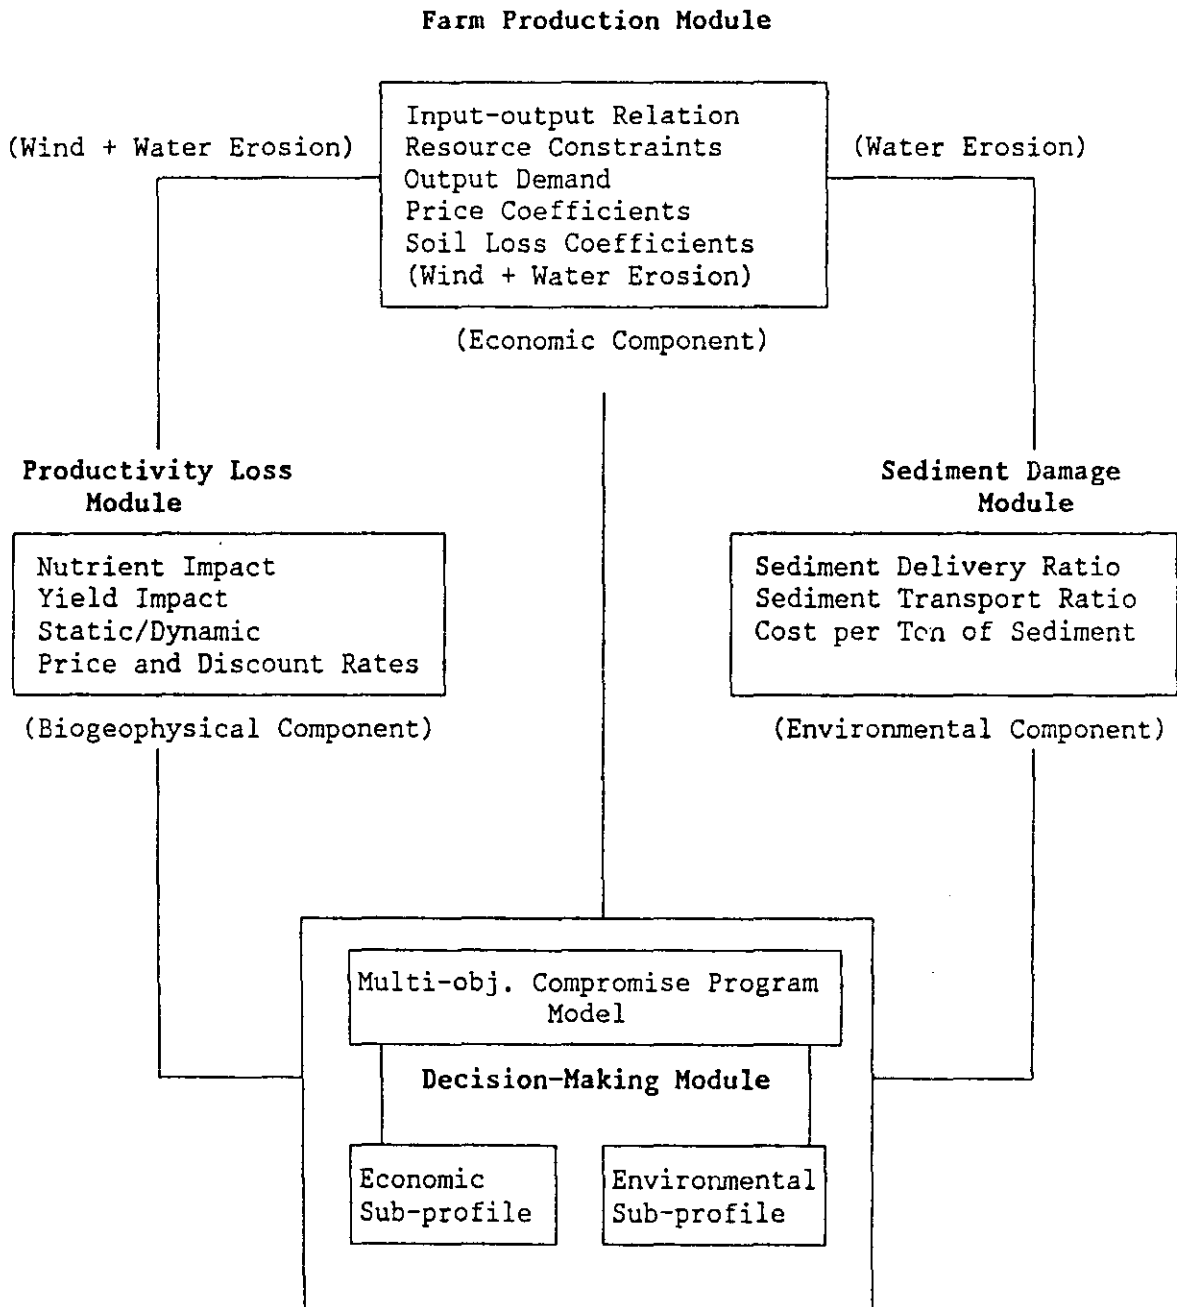 Farm Production Module
(Wind + Water Erosion)
Input-output Relation
Resource Constraints
Output Demand
Price Coefficients
Soil Loss Coefficients
(Wind + Water Erosion)
(Water Erosion)
(Economic Component)
Productivity Loss
Module
Nutrient Impact
Yield Impact
Static/Dynamic
Price and Discount Rates
(Biogeophysical Component)
Sediment Damage
Module
Sediment Delivery Ratio
Sediment Transport Ratio
Cost per Ton of Sediment
(Environmental Component)
Multi-obj. Compromise Program
Model
Decision-Making Module
Economic
Sub-profile
Environmental
Sub-profile